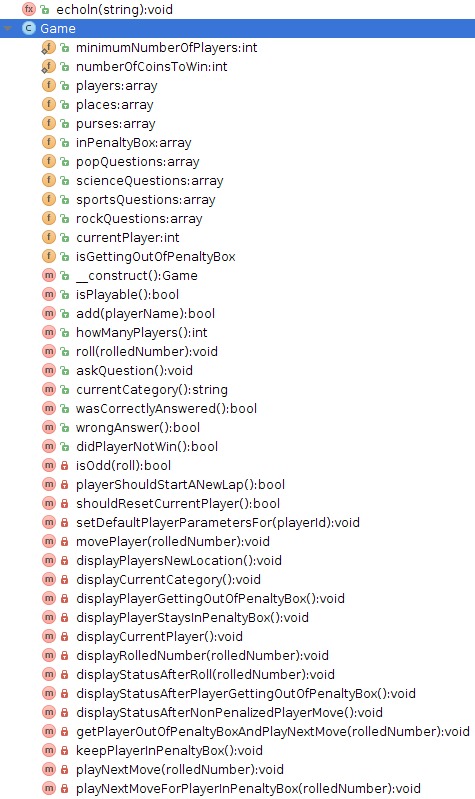 echoln(string):void
Game
minimumNumberOfPlayers:int
numberOfCoinsToWin:int
players:array
places:array
purses:array
inPenaltyBox:array
popQuestions:array
scienceQuestions:array
sportsQuestions:array
rockQuestions:array
currentPlayer:int
isGettingOutOfPenaltyBox
__construct():Game
isPlayable():bool
add(playerName):bool
howManyPlayers():int
roll(rolledNumber):void
askQuestion():void
currentCategory():string
wasCorrectlyAnswered():bool
wrongAnswer():bool
didPlayerNotWin():bool
isOdd(roll):bool
playerShouldStartANewLap():bool
shouldResetCurrentPlayer():bool
setDefaultPlayerParametersFor(playerId):void
movePlayer(rolledNumber):void
displayPlayersNewLocation():void
displayCurrentCategory():void
displayPlayerGettingOutOfPenaltyBox():void
displayPlayerStaysInPenaltyBox():void
displayCurrentPlayer():void
displayRolledNumber(rolledNumber):void
displayStatusAfterRoll(rolledNumber):void
displayStatusAfterPlayerGettingOutOfPenaltyBox():void
displayStatusAfterNonPenalizedPlayerMove():void
getPlayerOutOfPenaltyBoxAndPlayNextMove(rolledNumber):void
keepPlayerInPenaltyBox():void
playNextMove(rolledNumber):void
playNextMoveForPlayerInPenaltyBox(rolledNumber):void